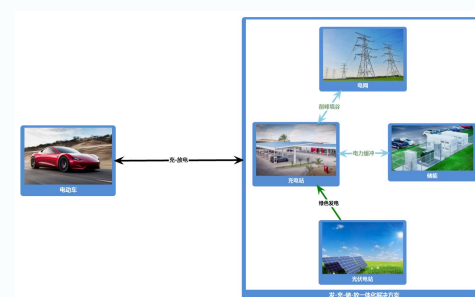 电网
削峰填谷
充-放电
电力缓冲
电动车
充电站
储能
绿色发电
光伏电站
发-充-储-放一体化解决方案